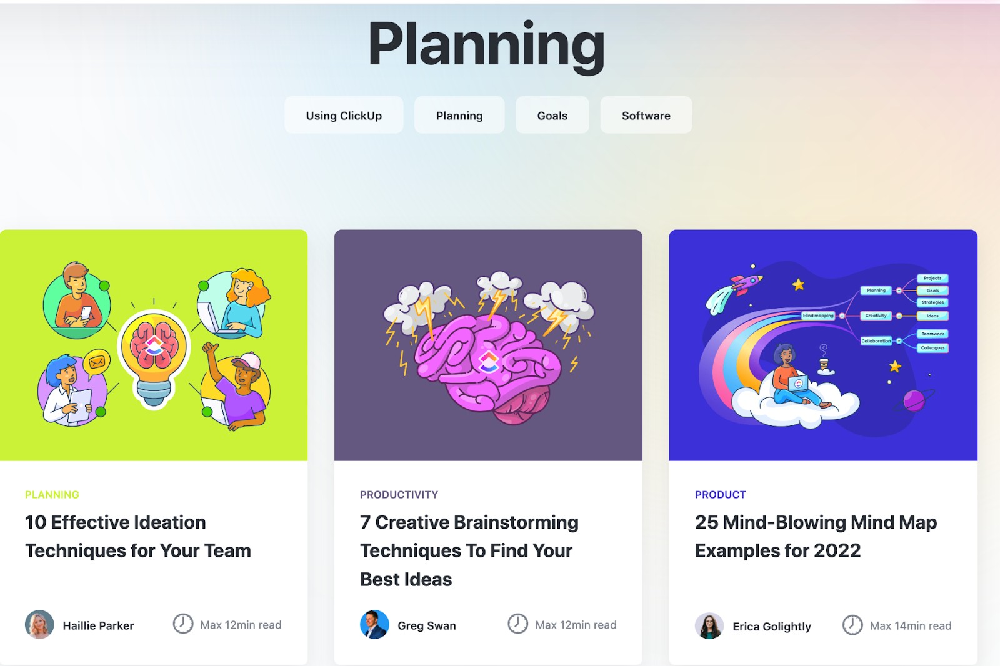 Planning
Using ClickUp
Planning
Goals
Software
Mind mapping
Planning
Creativity
Collaboration
Projects
Goals
Strategies
Ideas
Teamwork
Colleagues
PLANNING
10 Effective Ideation
Techniques for Your Team
Haillie Parker
Max 12min read
PRODUCTIVITY
7 Creative Brainstorming
Techniques To Find Your
Best Ideas
Greg Swan
Max 12min read
PRODUCT
25 Mind-Blowing Mind Map
Examples for 2022
Erica Golightly
Max 14min read